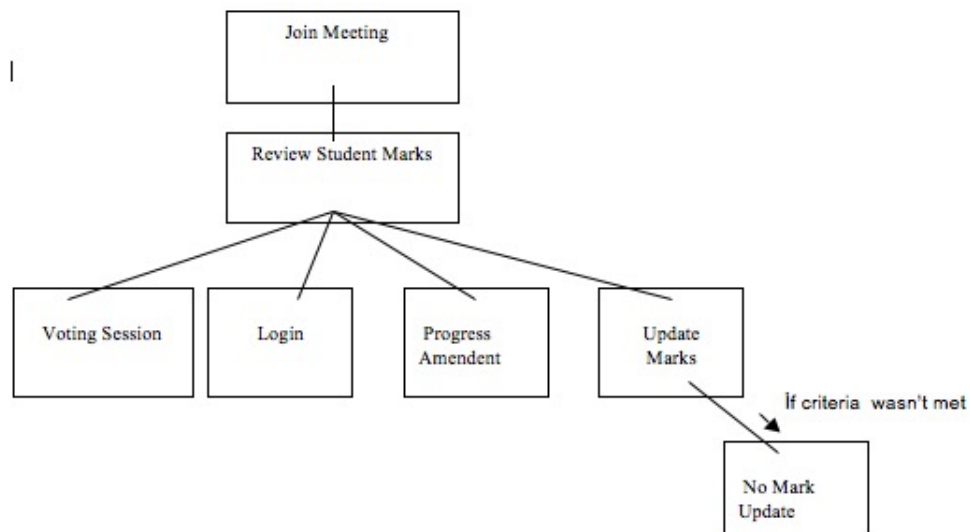 Join Meeting
Review Student Marks
Voting Session
Login
Progress
Amendent
Update
Marks
İf criteria wasn't met
No Mark
Update